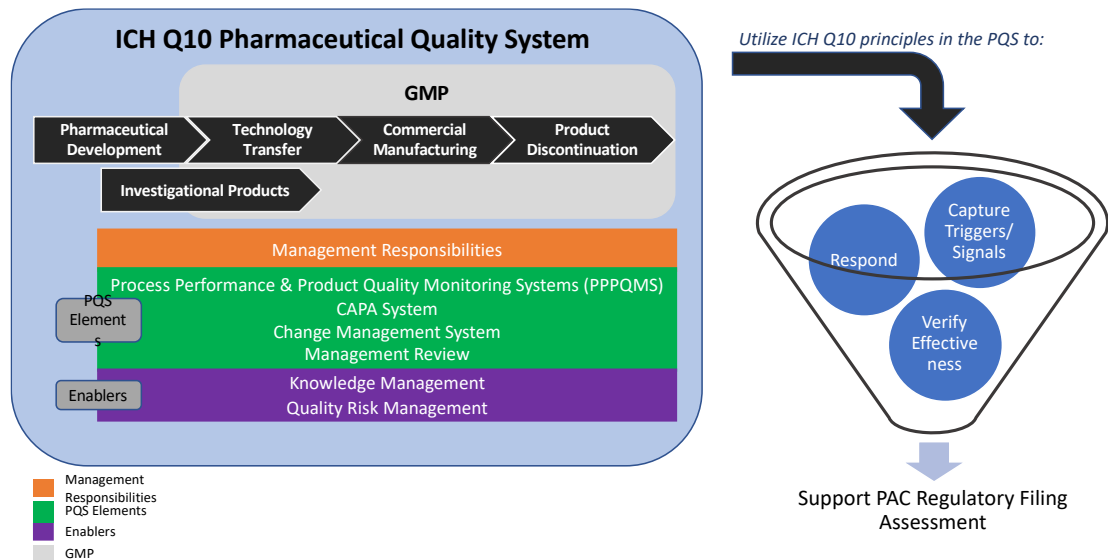 ICH Q10 Pharmaceutical Quality System
GMP
Pharmaceutical
Development
Technology
Transfer
Commercial
Manufacturing
Product
Discontinuation
Investigational Products
Management Responsibilities
PQS
Element
s
Process Performance & Product Quality Monitoring Systems (PPPQMS)
CAPA System
Change Management System
Management Review
Enablers
Knowledge Management
Quality Risk Management
Management
Responsibilities
PQS Elements
Enablers
GMP
Utilize ICH Q10 principles in the PQS to:
Capture
Triggers/
Signals
Respond
Verify
Effective
ness
Support PAC Regulatory Filing
Assessment